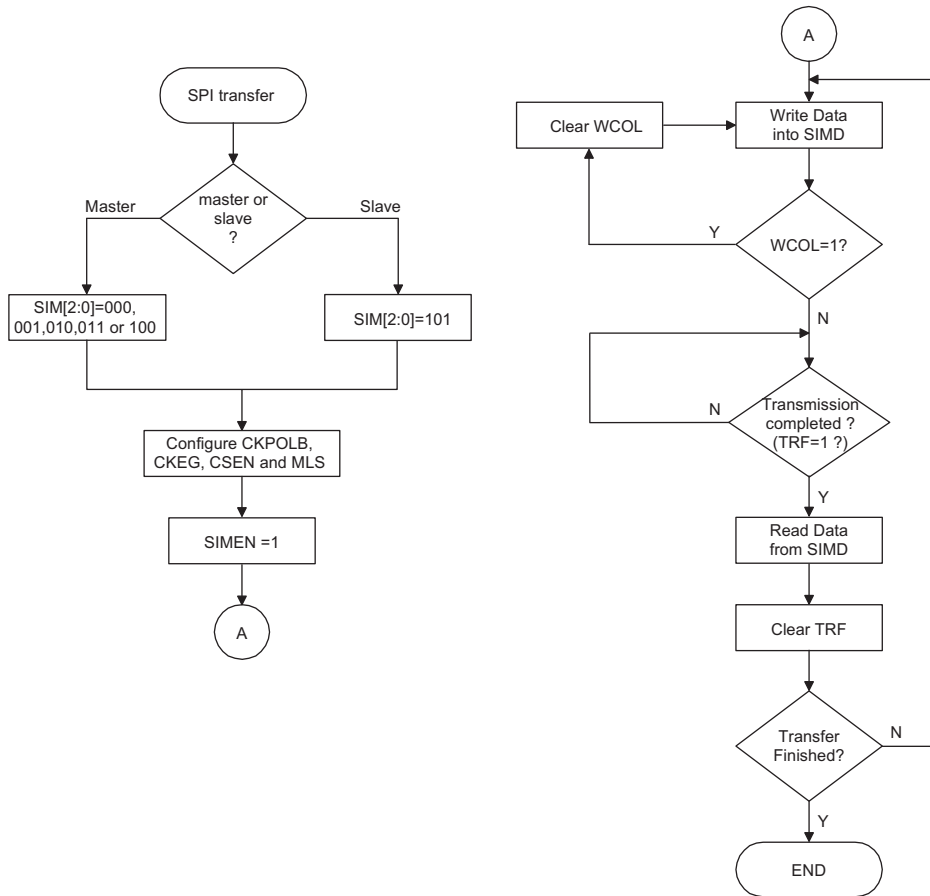 SPI transfer
master or
slave
?
Master
Slave
SIM[2:0]=000,
001,010,011 or 100
SIM[2:0]=101
Configure CKPOLB,
CKEG, CSEN and MLS
SIMEN =1
A
A
Clear WCOL
Write Data
into SIMD
Y
WCOL=1?
N
N
Transmission
completed ?
(TRF=1 ?)
Y
Read Data
from SIMD
Clear TRF
Transfer
Finished?
N
Y
END